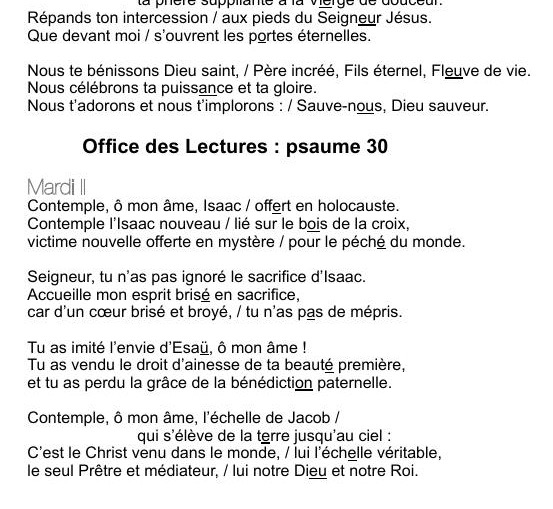 ta prière suppliante à la Vierge de douceur.
Répands ton intercession / aux pieds du Seigneur Jésus.
Que devant moi / s’ouvrent les portes éternelles.
Nous te bénissons Dieu saint, / Père incréé, Fils éternel, Fleuve de vie.
Nous célébrons ta puissance et ta gloire.
Nous t’adorons et nous t’implorons : / Sauve-nous, Dieu sauveur.
Office des Lectures : psaume 30
Mardi II
Contemple, ô mon âme, Isaac / offert en holocauste.
Contemple l’Isaac nouveau / lié sur le bois de la croix,
victime nouvelle offerte en mystère / pour le péché du monde.
Seigneur, tu n’as pas ignoré le sacrifice d’Isaac.
Accueille mon esprit brisé en sacrifice,
car d’un cœur brisé et broyé, / tu n’as pas de mépris.
Tu as imité l’envie d’Esaü, ô mon âme !
Tu as vendu le droit d’ainesse de ta beauté première,
et tu as perdu la grâce de la bénédiction paternelle.
Contemple, ô mon âme, l’échelle de Jacob /
qui s’élève de la terre jusqu’au ciel :
C’est le Christ venu dans le monde, / lui l’échelle véritable,
le seul Prêtre et médiateur, / lui notre Dieu et notre Roi.